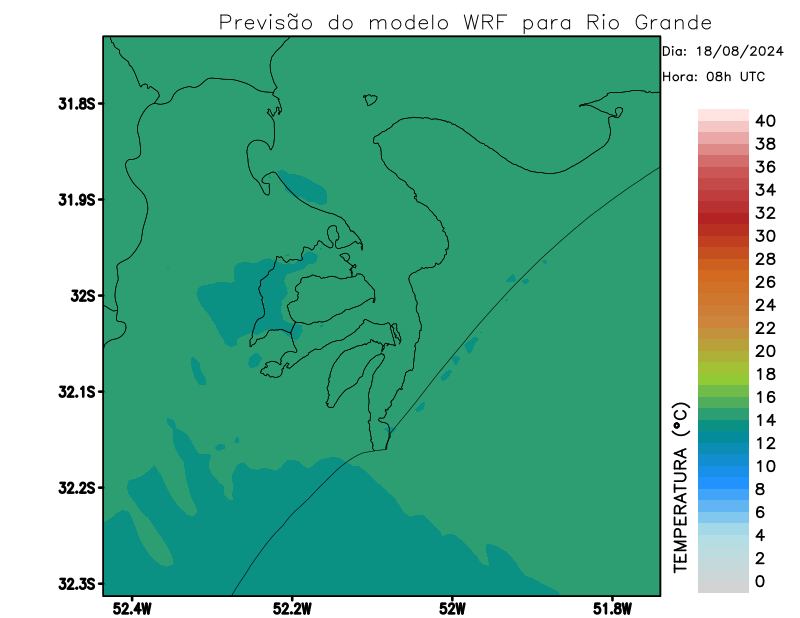 Previsão do modelo WRF para Rio Grande
Dia: 18/08/2024
Hora: 08h UTC
31.8S
31.9S
32S
32.1S
32.2S
32.3S
52.4W
52.2W
52W
51.8W
TEMPERATURA (°C)
40
38
36
34
32
30
28
26
24
22
20
18
16
14
12
10
8
6
4
2
0